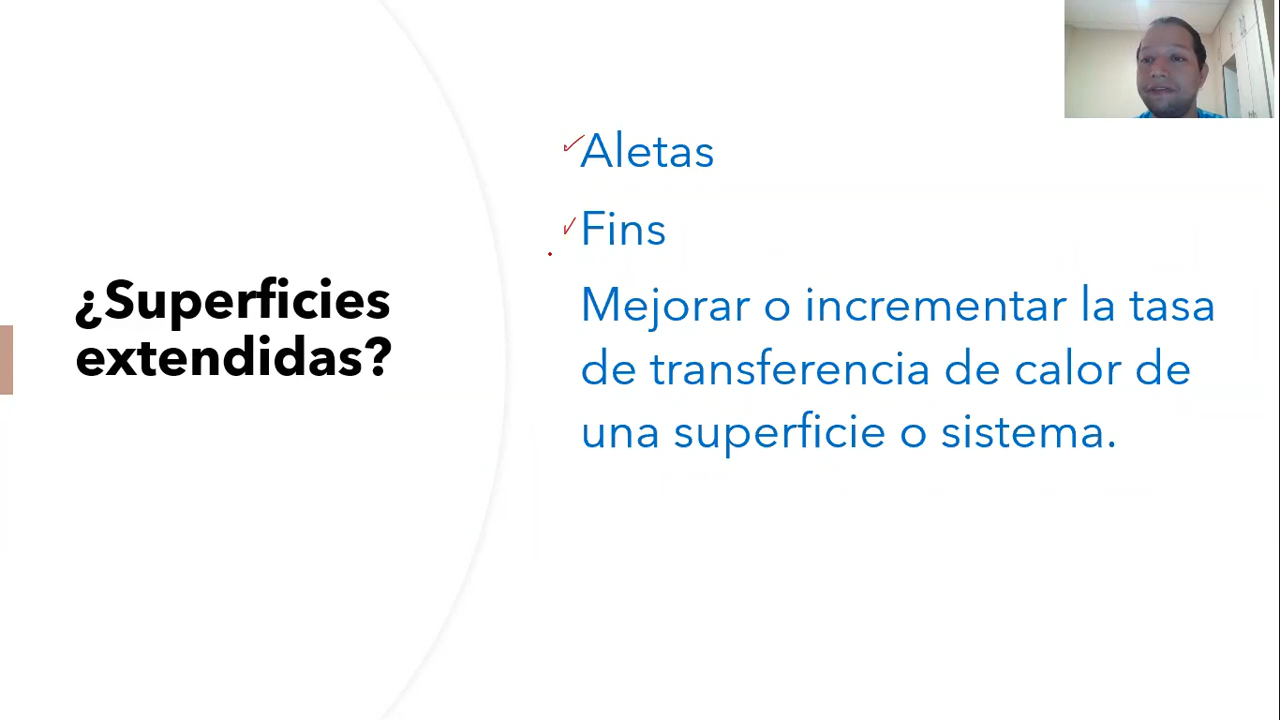 ¿Superficies
extendidas?
Aletas
Fins
Mejorar o incrementar la tasa
de transferencia de calor de
una superficie o sistema.